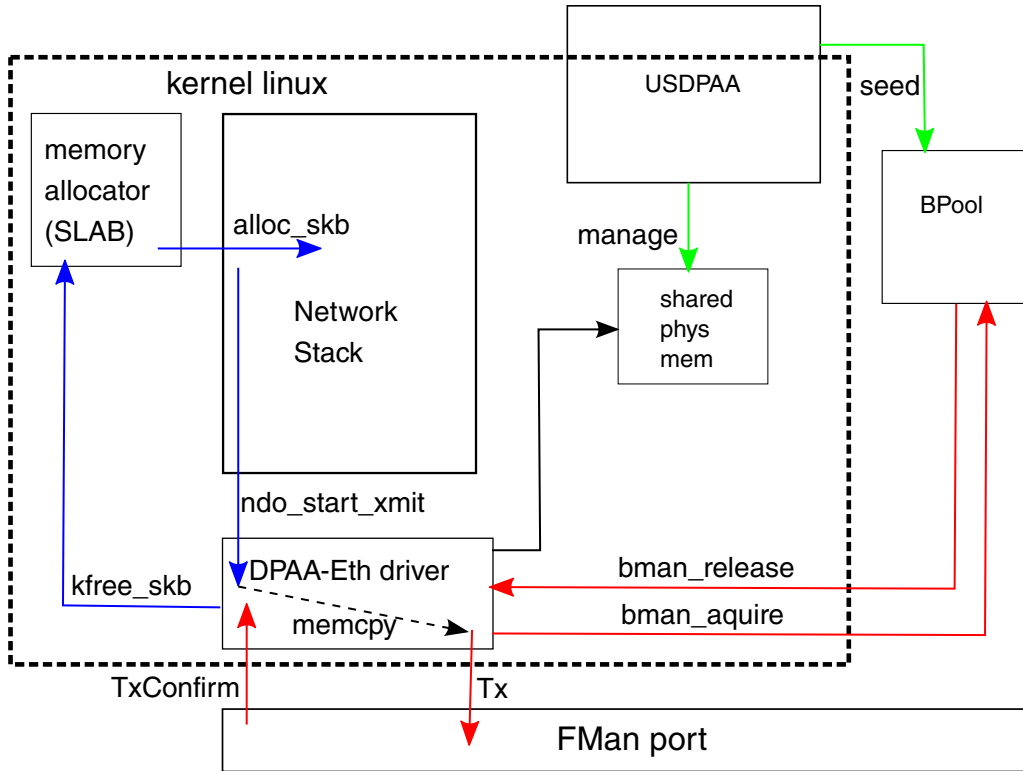 kernel linux
USDPAA
seed
memory
allocator
(SLAB)
alloc_skb
manage
BPool
Network
Stack
shared
phys
mem
ndo_start_xmit
DPAA-Eth driver
bman_release
kfree_skb
memcpy
bman_aquire
TxConfirm
Tx
FMan port